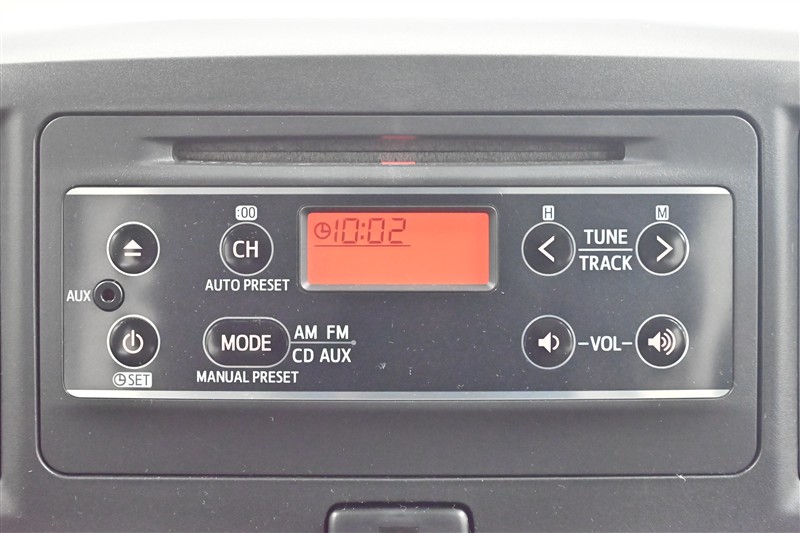 :00
H
M
10:02
CH
TUNE
TRACK
AUTO PRESET
AUX
MODE
AM FM
CD AUX
VOL
SET
MANUAL PRESET